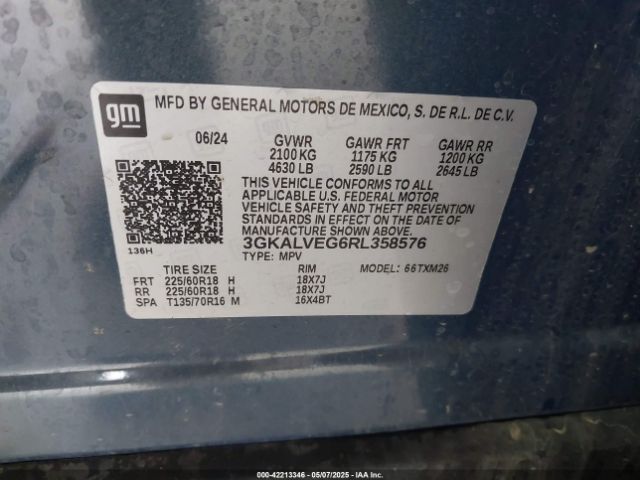 gm
MFD BY GENERAL MOTORS DE MEXICO, S. DE R.L. DE C.V.
06/24 GVWR GAWR FRT GAWR RR
2100 KG 1175 KG 1200 KG
4630 LB 2590 LB 2645 LB
THIS VEHICLE CONFORMS TO ALL
APPLICABLE U.S. FEDERAL MOTOR
VEHICLE SAFETY AND THEFT PREVENTION
STANDARDS IN EFFECT ON THE DATE
OF MANUFACTURE SHOWN ABOVE.
136H
3GKALVEG6RL358576
TYPE: MPV MODEL: 66TXM26
TIRE SIZE RIM
FRT 225/60R18 H 18X7J
RR 225/60R18 H 18X7J
SPA T135/70R16 M 16X4BT
000-42213346 - 05/07/2025 - IAA Inc.